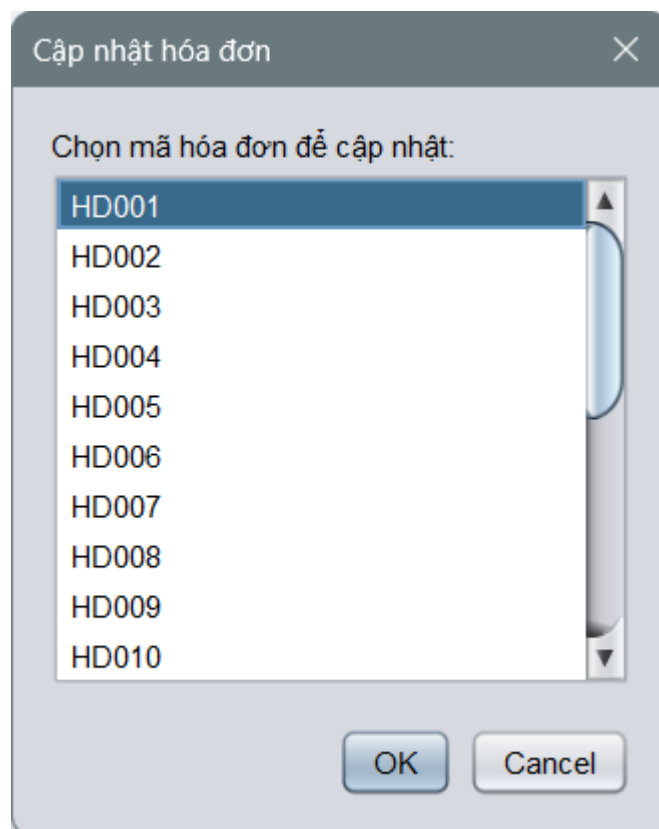 Cập nhật hóa đơn
Chọn mã hóa đơn để cập nhật:
HD001
HD002
HD003
HD004
HD005
HD006
HD007
HD008
HD009
HD010
OK Cancel